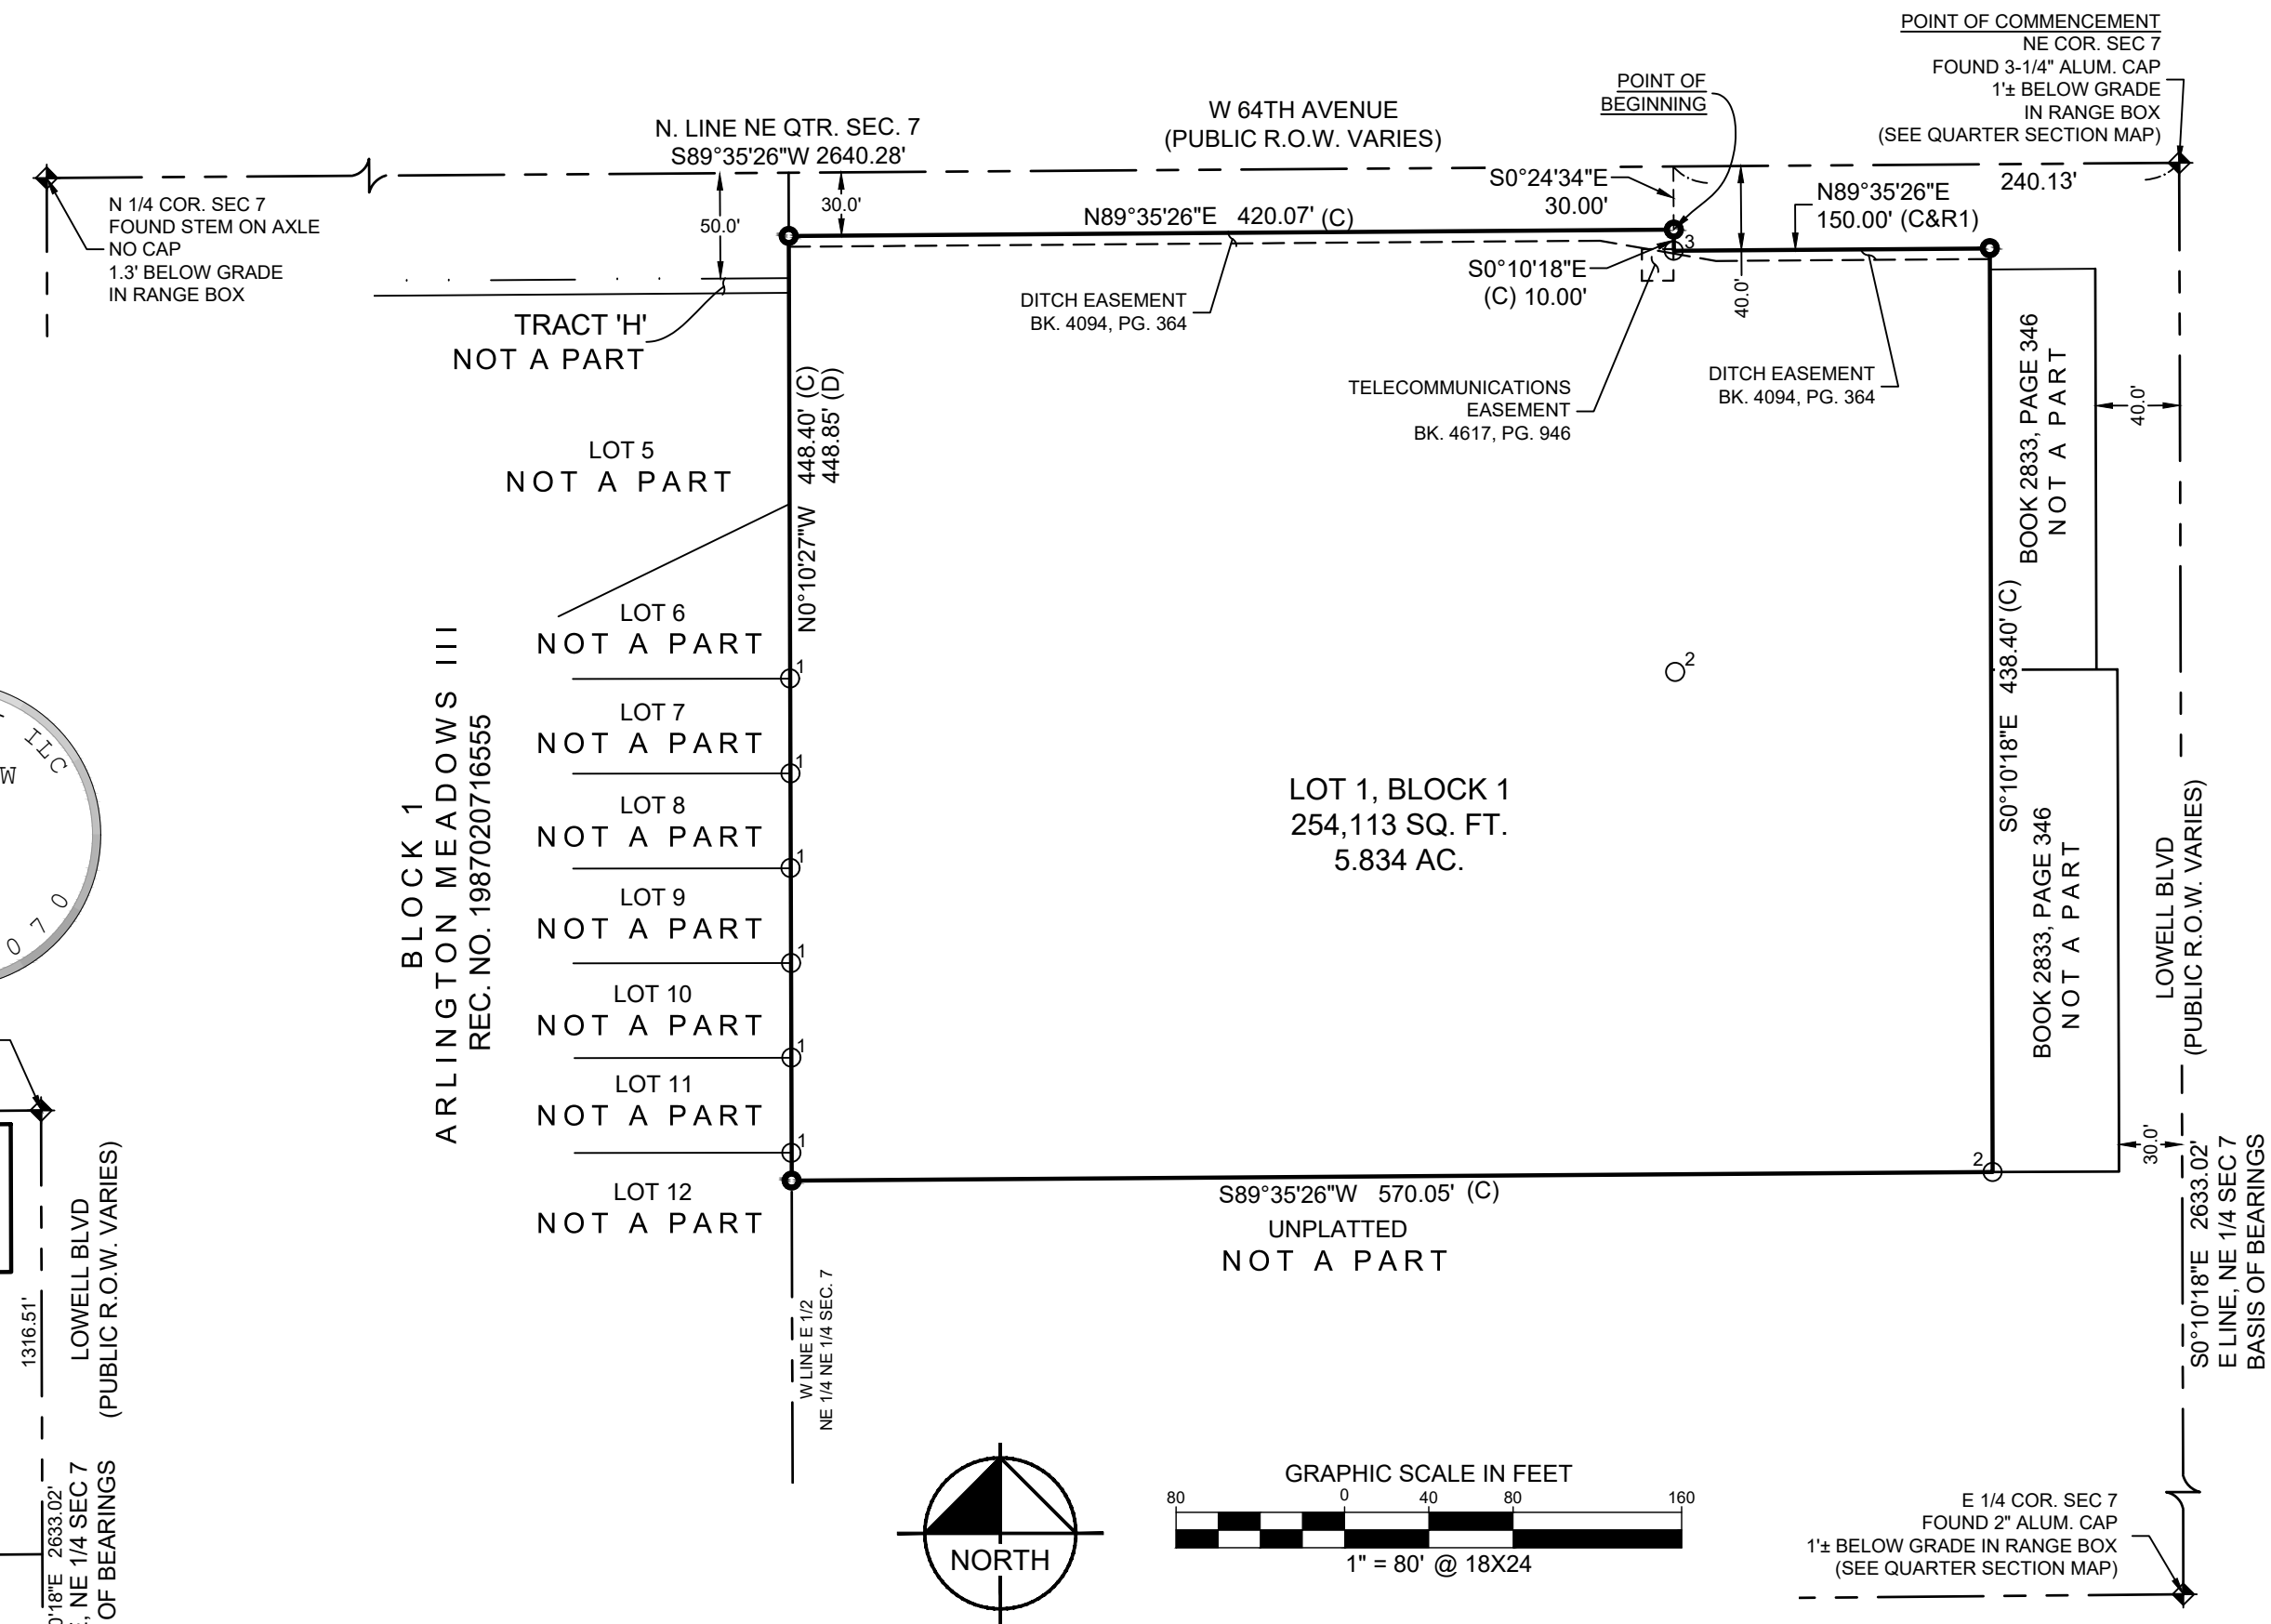 POINT OF COMMENCEMENT
NE COR. SEC 7
FOUND 3-1/4" ALUM. CAP
1'± BELOW GRADE
IN RANGE BOX
(SEE QUARTER SECTION MAP)
POINT OF
BEGINNING
W 64TH AVENUE
(PUBLIC R.O.W. VARIES)
N. LINE NE QTR. SEC. 7
S89°35'26"W 2640.28'
N 1/4 COR. SEC 7
FOUND STEM ON AXLE
NO CAP
1.3' BELOW GRADE
IN RANGE BOX
50.0'
30.0'
N89°35'26"E 420.07' (C)
S0°24'34"E
30.00'
N89°35'26"E
150.00' (C&R1)
240.13'
3
S0°10'18"E
(C) 10.00'
40.0'
DITCH EASEMENT
BK. 4094, PG. 364
TRACT 'H'
NOT A PART
TELECOMMUNICATIONS
EASEMENT
BK. 4617, PG. 946
DITCH EASEMENT
BK. 4094, PG. 364
BOOK 2833, PAGE 346
NOT A PART
40.0'
N0°10'27"W 448.40' (C)
448.85' (D)
LOT 5
NOT A PART
LOT 6
NOT A PART
1
LOT 7
NOT A PART
1
LOT 8
NOT A PART
1
LOT 9
NOT A PART
1
LOT 10
NOT A PART
1
LOT 11
NOT A PART
1
LOT 12
NOT A PART
BLOCK 1
ARLINGTON MEADOWS III
REC. NO. 1987020716555
2
LOT 1, BLOCK 1
254,113 SQ. FT.
5.834 AC.
S0°10'18"E 438.40' (C)
BOOK 2833, PAGE 346
NOT A PART
LOWELL BLVD
(PUBLIC R.O.W. VARIES)
30.0'
2
S0°10'18"E 2633.02'
E LINE, NE 1/4 SEC 7
BASIS OF BEARINGS
S89°35'26"W 570.05' (C)
UNPLATTED
NOT A PART
W LINE E 1/2
NE 1/4 NE 1/4 SEC. 7
ILC
W
070
1316.51'
LOWELL BLVD
(PUBLIC R.O.W. VARIES)
0'18"E 2633.02'
, NE 1/4 SEC 7
OF BEARINGS
NORTH
GRAPHIC SCALE IN FEET
80 0 40 80 160
1" = 80' @ 18X24
E 1/4 COR. SEC 7
FOUND 2" ALUM. CAP
1'± BELOW GRADE IN RANGE BOX
(SEE QUARTER SECTION MAP)